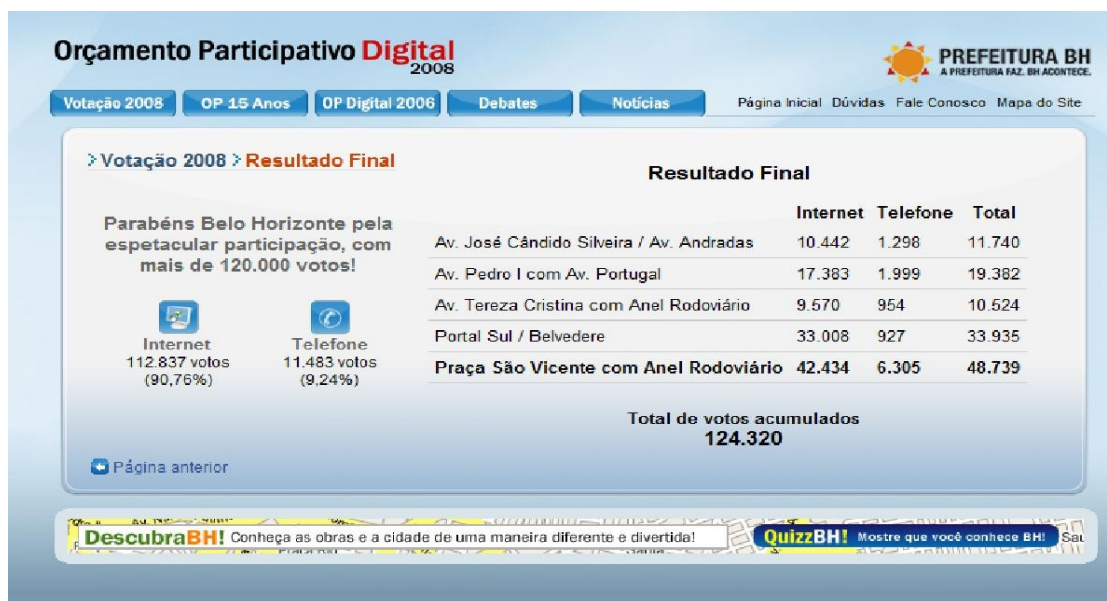 Orçamento Participativo Digital
2008
PREFEITURA BH
A PREFEITURA FAZ. BH ACONTECE.
Votação 2008 OP 15 Anos OP Digital 2006 Debates Notícias Página Inicial Dúvidas Fale Conosco Mapa do Site
Votação 2008 Resultado Final
Parabéns Belo Horizonte pela
espetacular participação, com
mais de 120.000 votos!
Internet
112.837 votos
(90,76%)
Telefone
11.483 votos
(9,24%)
Resultado Final
Internet Telefone Total
Av. José Cândido Silveira / Av. Andradas 10.442 1.298 11.740
Av. Pedro I com Av. Portugal 17.383 1.999 19.382
Av. Tereza Cristina com Anel Rodoviário 9.570 954 10.524
Portal Sul / Belvedere 33.008 927 33.935
Praça São Vicente com Anel Rodoviário 42.434 6.305 48.739
Total de votos acumulados
124.320
Página anterior
DescubraBH! Conheça as obras e a cidade de uma maneira diferente e divertida!
QuizzBH! Mostre que você conhece BH!